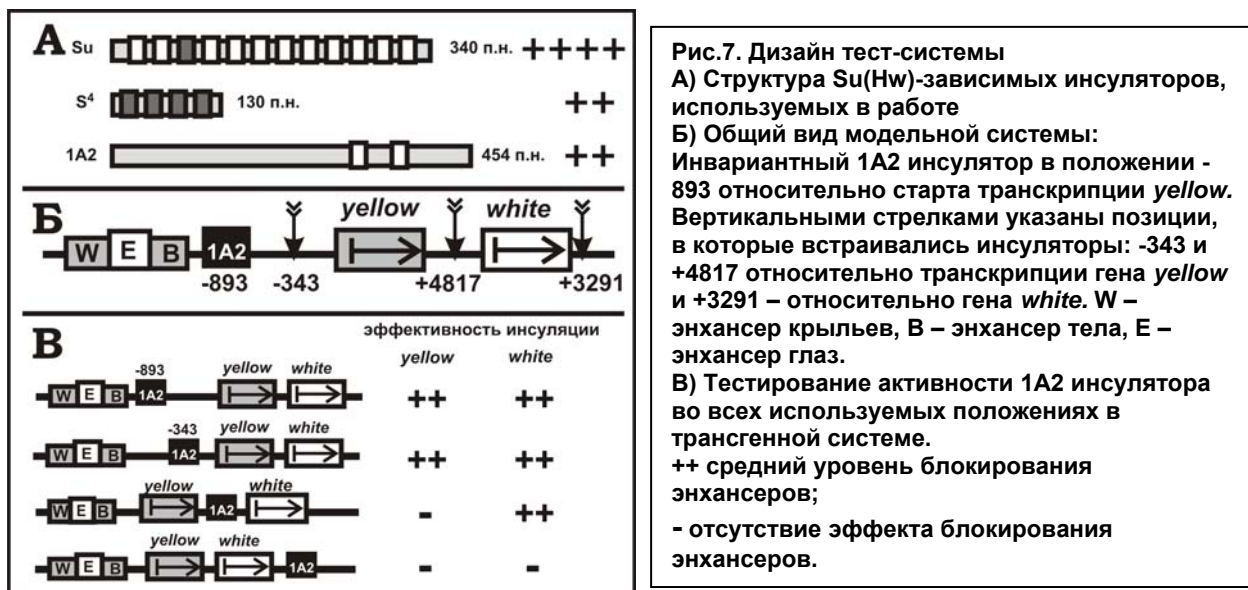 А
Su
340 п.н.
++++
S⁴
130 п.н.
++
1A2
454 п.н.
++
Б
yellow
white
W E B 1A2
-893 -343 +4817 +3291
В
эффективность инсуляции
yellow white
-893
yellow white
W E B 1A2
++ ++
-343
yellow white
W E B 1A2
++ ++
yellow white
W E B 1A2
- ++
yellow white
W E B 1A2
- -
Рис.7. Дизайн тест-системы
А) Структура Su(Hw)-зависимых инсуляторов,
используемых в работе
Б) Общий вид модельной системы:
Инвариантный 1А2 инсулятор в положении -
893 относительно старта транскрипции yellow.
Вертикальными стрелками указаны позиции,
в которые встраивались инсуляторы: -343 и
+4817 относительно транскрипции гена yellow
и +3291 – относительно гена white. W –
энхансер крыльев, B – энхансер тела, E –
энхансер глаз.
В) Тестирование активности 1А2 инсулятора
во всех используемых положениях в
трансгенной системе.
++ средний уровень блокирования
энхансеров;
- отсутствие эффекта блокирования
энхансеров.